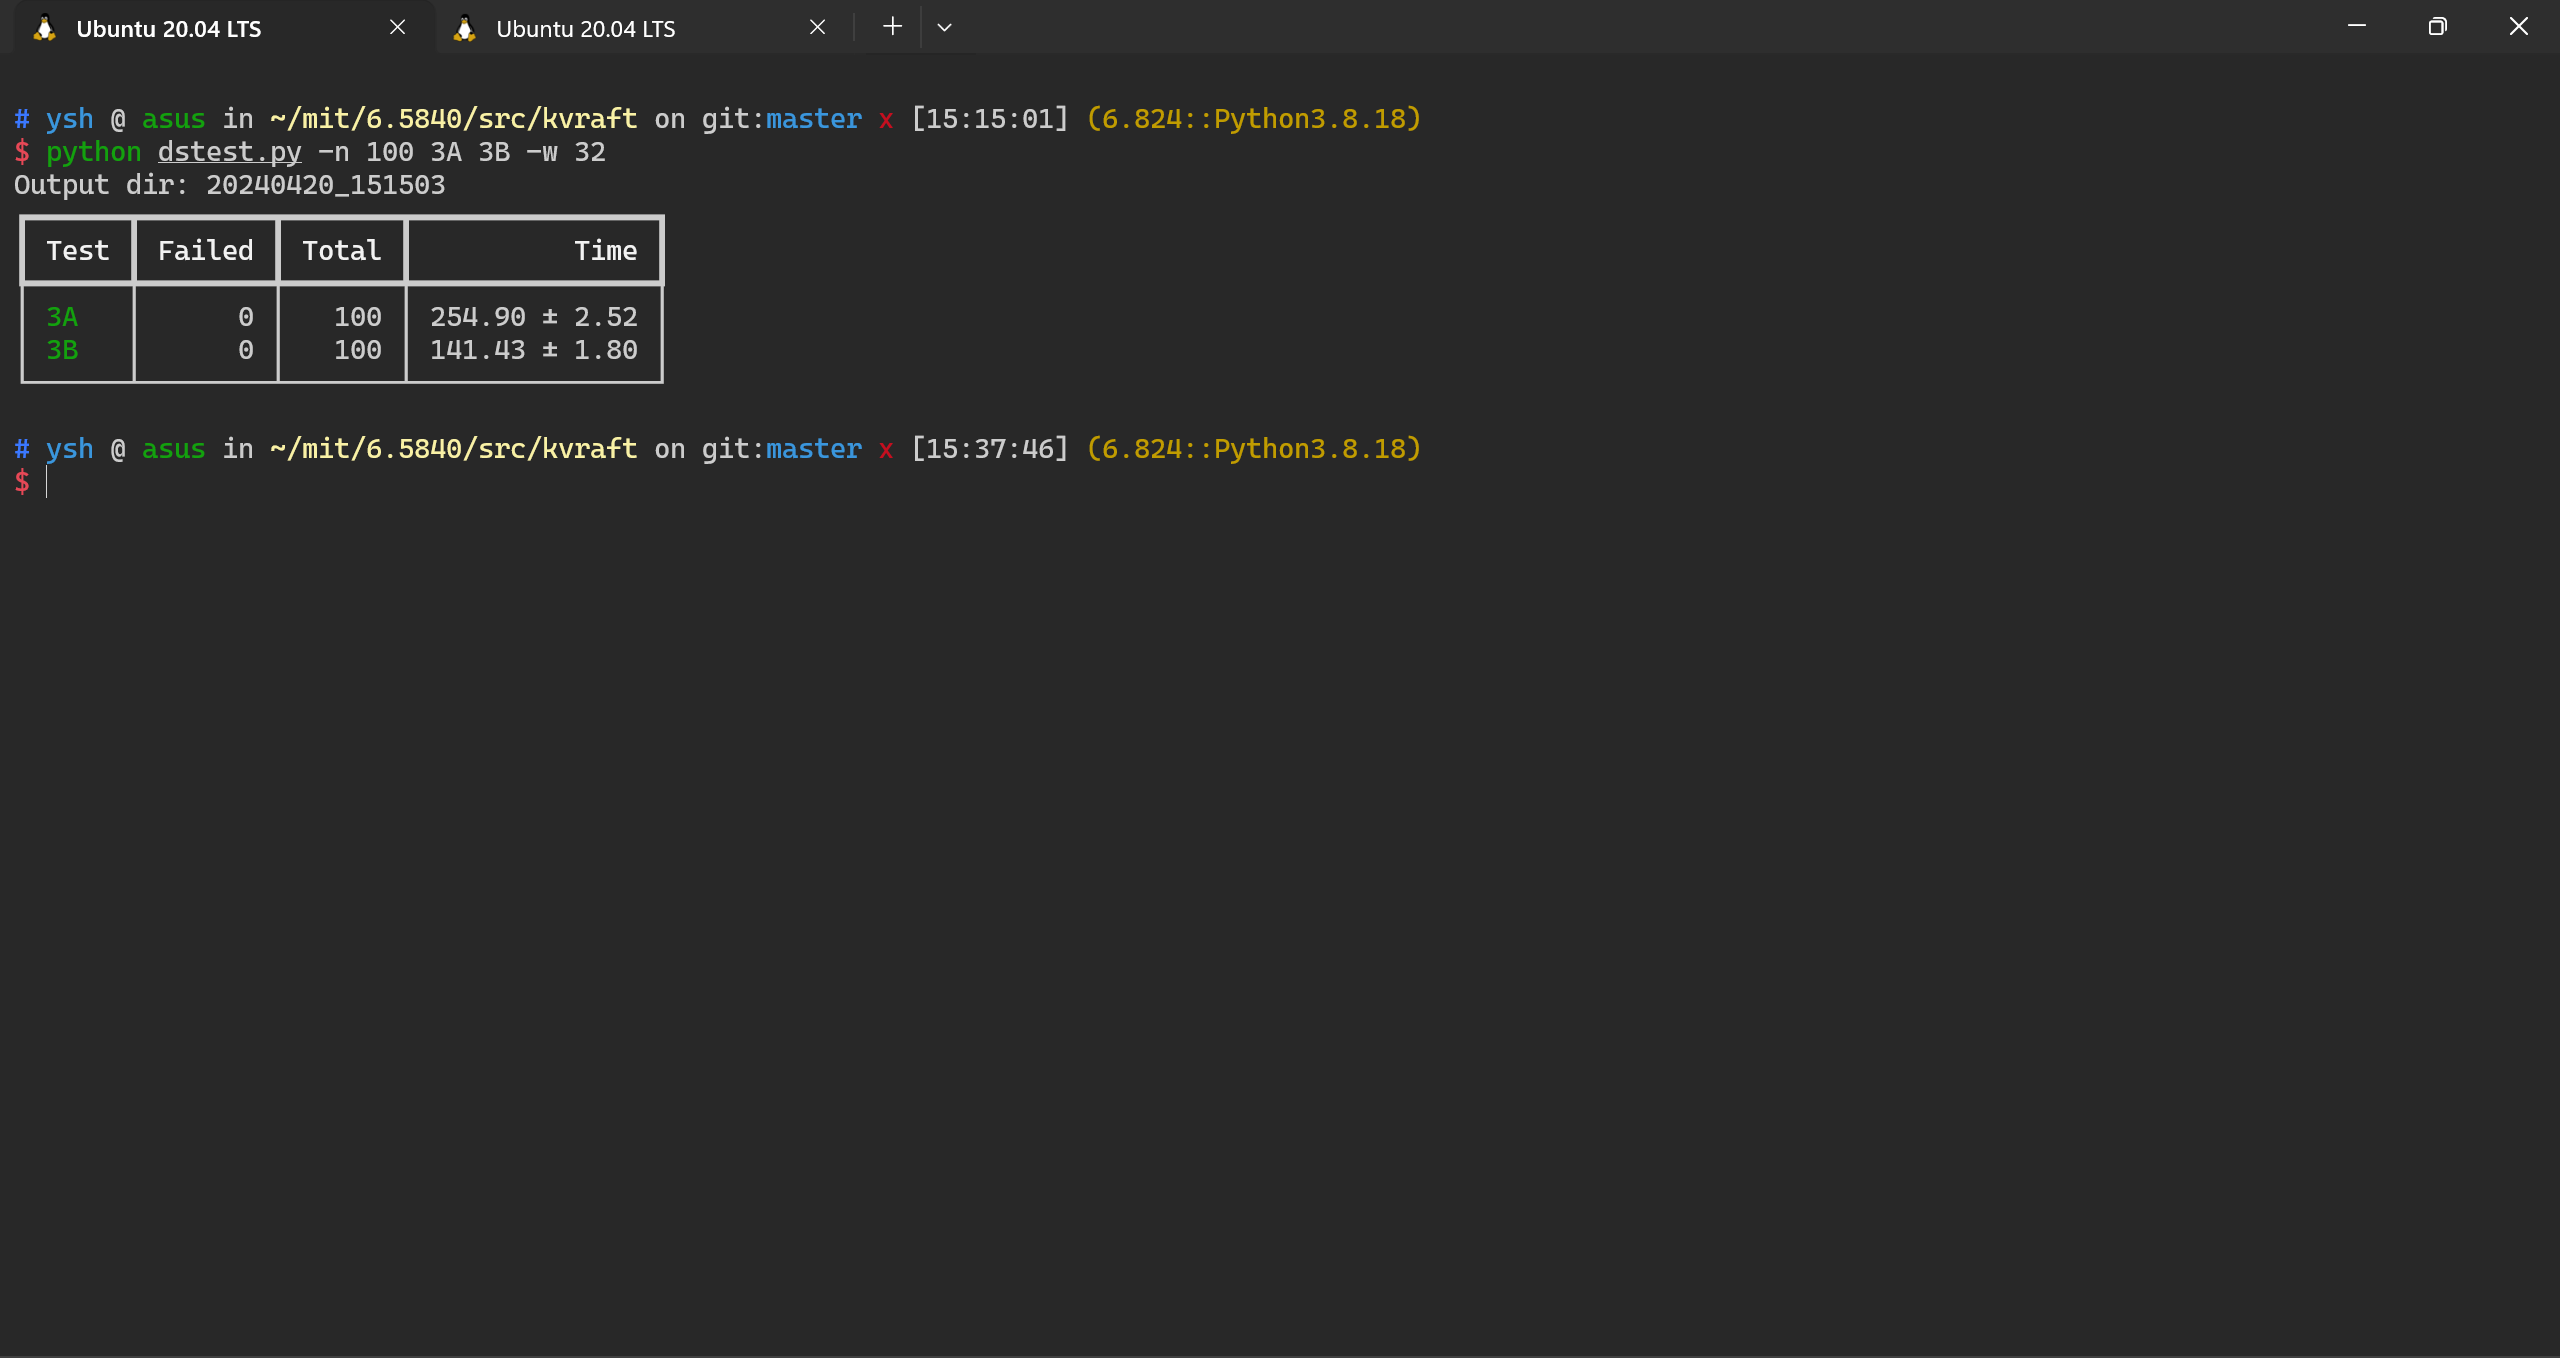 Ubuntu 20.04 LTS Ubuntu 20.04 LTS
# ysh @ asus in ~/mit/6.5840/src/kvraft on git:master x [15:15:01] (6.824::Python3.8.18)
$ python dstest.py -n 100 3A 3B -w 32
Output dir: 20240420_151503
Test Failed Total Time
3A 0 100 254.90 ± 2.52
3B 0 100 141.43 ± 1.80
# ysh @ asus in ~/mit/6.5840/src/kvraft on git:master x [15:37:46] (6.824::Python3.8.18)
$